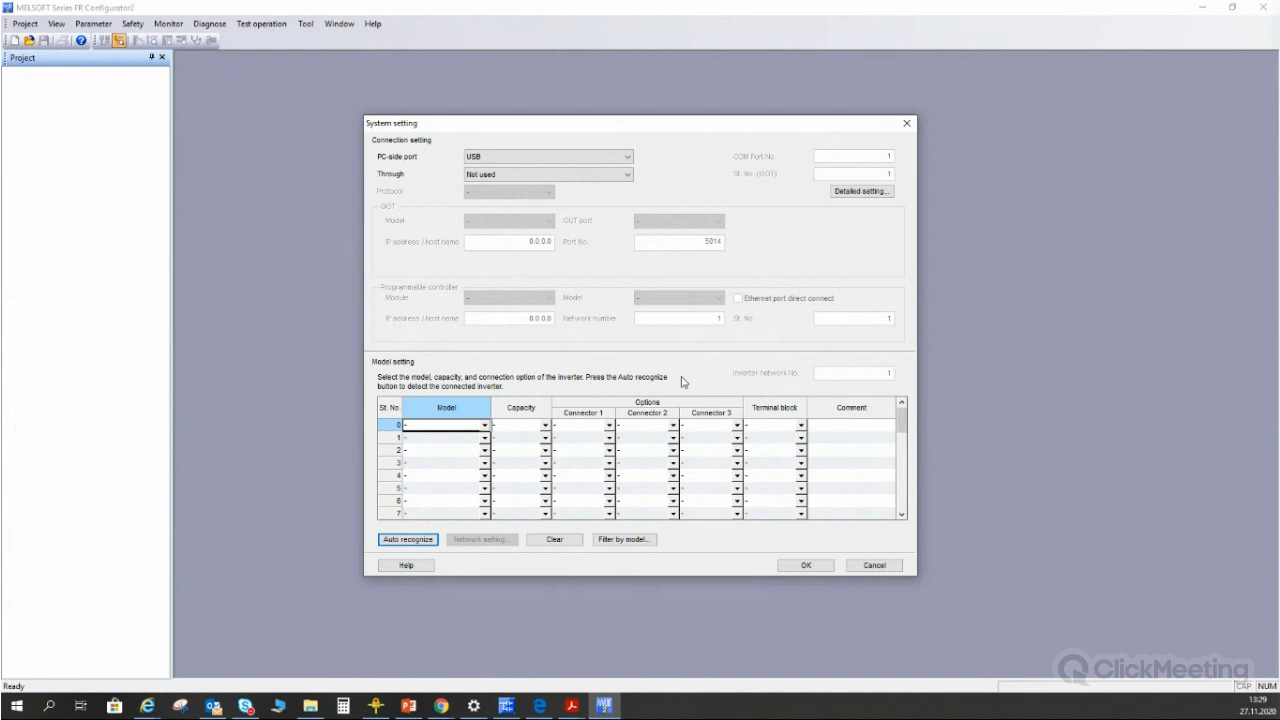 MELSOFT Series FR Configurator2
Project View Parameter Safety Monitor Diagnose Test operation Tool Window Help
Project
System setting
Connection setting
PC-side port USB COM Port No. 1
Through Not used St. No. (GOT) 1
Protocol - Detailed setting...
GOT
Model - OUT port -
IP address / host name 0.0.0.0 Port No. 5014
Programmable controller
Module - Model - Ethernet port direct connect
IP address / host name 0.0.0.0 Network number 1 St. No 1
Model setting
Select the model, capacity, and connection option of the inverter. Press the Auto recognize
button to detect the connected inverter.
Inverter network No. 1
St. No. Model Capacity Options Terminal block Comment
Connector 1 Connector 2 Connector 3
0 - - - - - -
1 - - - - - -
2 - - - - - -
3 - - - - - -
4 - - - - - -
5 - - - - - -
6 - - - - - -
7 - - - - - -
Auto recognize Network setting... Clear Filter by model...
Help OK Cancel
ClickMeeting
Ready CAP NUM
13:29
27.11.2020